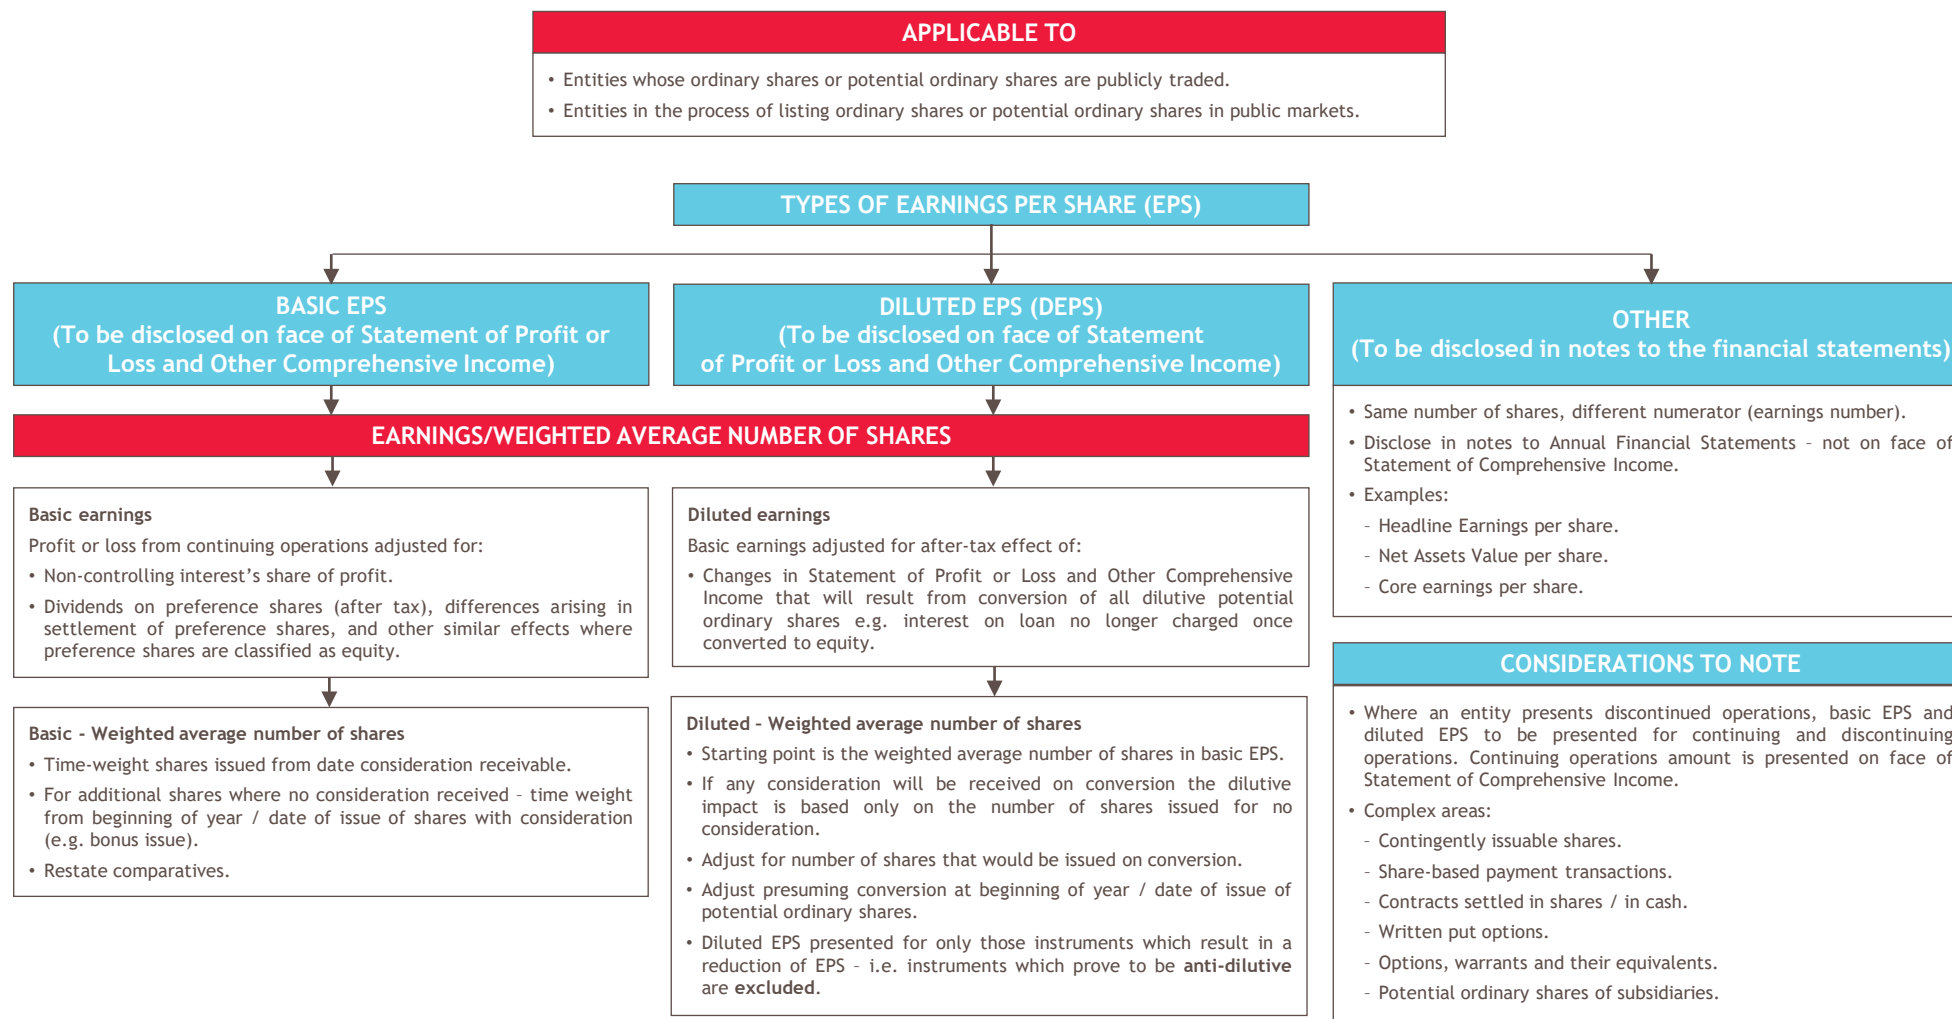 APPLICABLE TO
• Entities whose ordinary shares or potential ordinary shares are publicly traded.
• Entities in the process of listing ordinary shares or potential ordinary shares in public markets.
TYPES OF EARNINGS PER SHARE (EPS)
BASIC EPS
(To be disclosed on face of Statement of Profit or
Loss and Other Comprehensive Income)
DILUTED EPS (DEPS)
(To be disclosed on face of Statement
of Profit or Loss and Other Comprehensive Income)
OTHER
(To be disclosed in notes to the financial statements)
EARNINGS/WEIGHTED AVERAGE NUMBER OF SHARES
Basic earnings
Profit or loss from continuing operations adjusted for:
• Non-controlling interest's share of profit.
• Dividends on preference shares (after tax), differences arising in
settlement of preference shares, and other similar effects where
preference shares are classified as equity.
Basic - Weighted average number of shares
• Time-weight shares issued from date consideration receivable.
• For additional shares where no consideration received – time weight
from beginning of year / date of issue of shares with consideration
(e.g. bonus issue).
• Restate comparatives.
Diluted earnings
Basic earnings adjusted for after-tax effect of:
• Changes in Statement of Profit or Loss and Other Comprehensive
Income that will result from conversion of all dilutive potential
ordinary shares e.g. interest on loan no longer charged once
converted to equity.
Diluted - Weighted average number of shares
• Starting point is the weighted average number of shares in basic EPS.
• If any consideration will be received on conversion the dilutive
impact is based only on the number of shares issued for no
consideration.
• Adjust for number of shares that would be issued on conversion.
• Adjust presuming conversion at beginning of year / date of issue of
potential ordinary shares.
• Diluted EPS presented for only those instruments which result in a
reduction of EPS – i.e. instruments which prove to be anti-dilutive
are excluded.
• Same number of shares, different numerator (earnings number).
• Disclose in notes to Annual Financial Statements – not on face of
Statement of Comprehensive Income.
• Examples:
– Headline Earnings per share.
– Net Assets Value per share.
– Core earnings per share.
CONSIDERATIONS TO NOTE
• Where an entity presents discontinued operations, basic EPS and
diluted EPS to be presented for continuing and discontinuing
operations. Continuing operations amount is presented on face of
Statement of Comprehensive Income.
• Complex areas:
– Contingently issuable shares.
– Share-based payment transactions.
– Contracts settled in shares / in cash.
– Written put options.
– Options, warrants and their equivalents.
– Potential ordinary shares of subsidiaries.